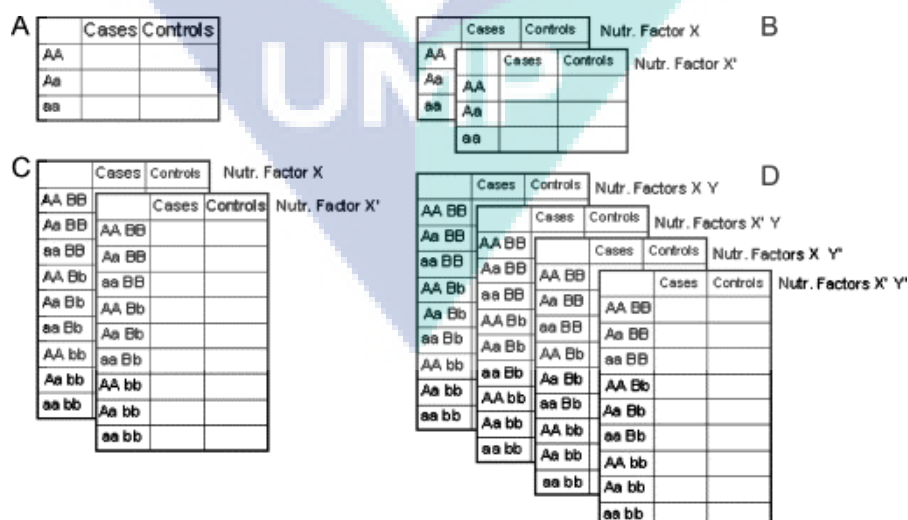 A
Cases Controls
AA
Aa
aa
B
Cases Controls Nutr. Factor X
AA
Aa
aa
Cases Controls Nutr. Factor X'
AA
Aa
aa
C
Cases Controls Nutr. Factor X
AA BB
Aa BB
aa BB
AA Bb
Aa Bb
aa Bb
AA bb
Aa bb
aa bb
Cases Controls Nutr. Factor X'
AA BB
Aa BB
aa BB
AA Bb
Aa Bb
aa Bb
AA bb
Aa bb
aa bb
D
Cases Controls Nutr. Factors X Y
AA BB
Aa BB
aa BB
AA Bb
Aa Bb
aa Bb
AA bb
Aa bb
aa bb
Cases Controls Nutr. Factors X' Y
AA BB
Aa BB
aa BB
AA Bb
Aa Bb
aa Bb
AA bb
Aa bb
aa bb
Cases Controls Nutr. Factors X Y'
AA BB
Aa BB
aa BB
AA Bb
Aa Bb
aa Bb
AA bb
Aa bb
aa bb
Cases Controls Nutr. Factors X' Y'
AA BB
Aa BB
aa BB
AA Bb
Aa Bb
aa Bb
AA bb
Aa bb
aa bb